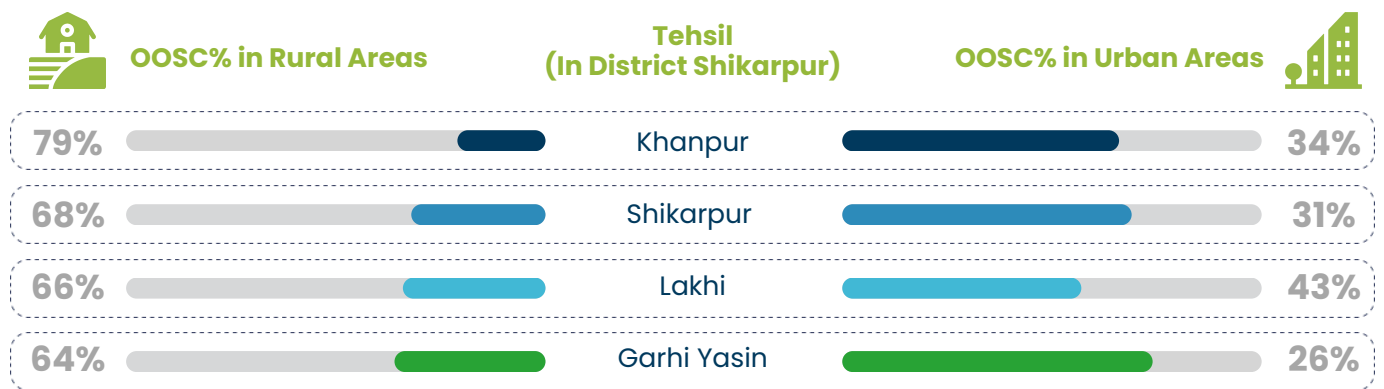 OOSC% in Rural Areas
Tehsil
(In District Shikarpur)
OOSC% in Urban Areas
79% Khanpur 34%
68% Shikarpur 31%
66% Lakhi 43%
64% Garhi Yasin 26%